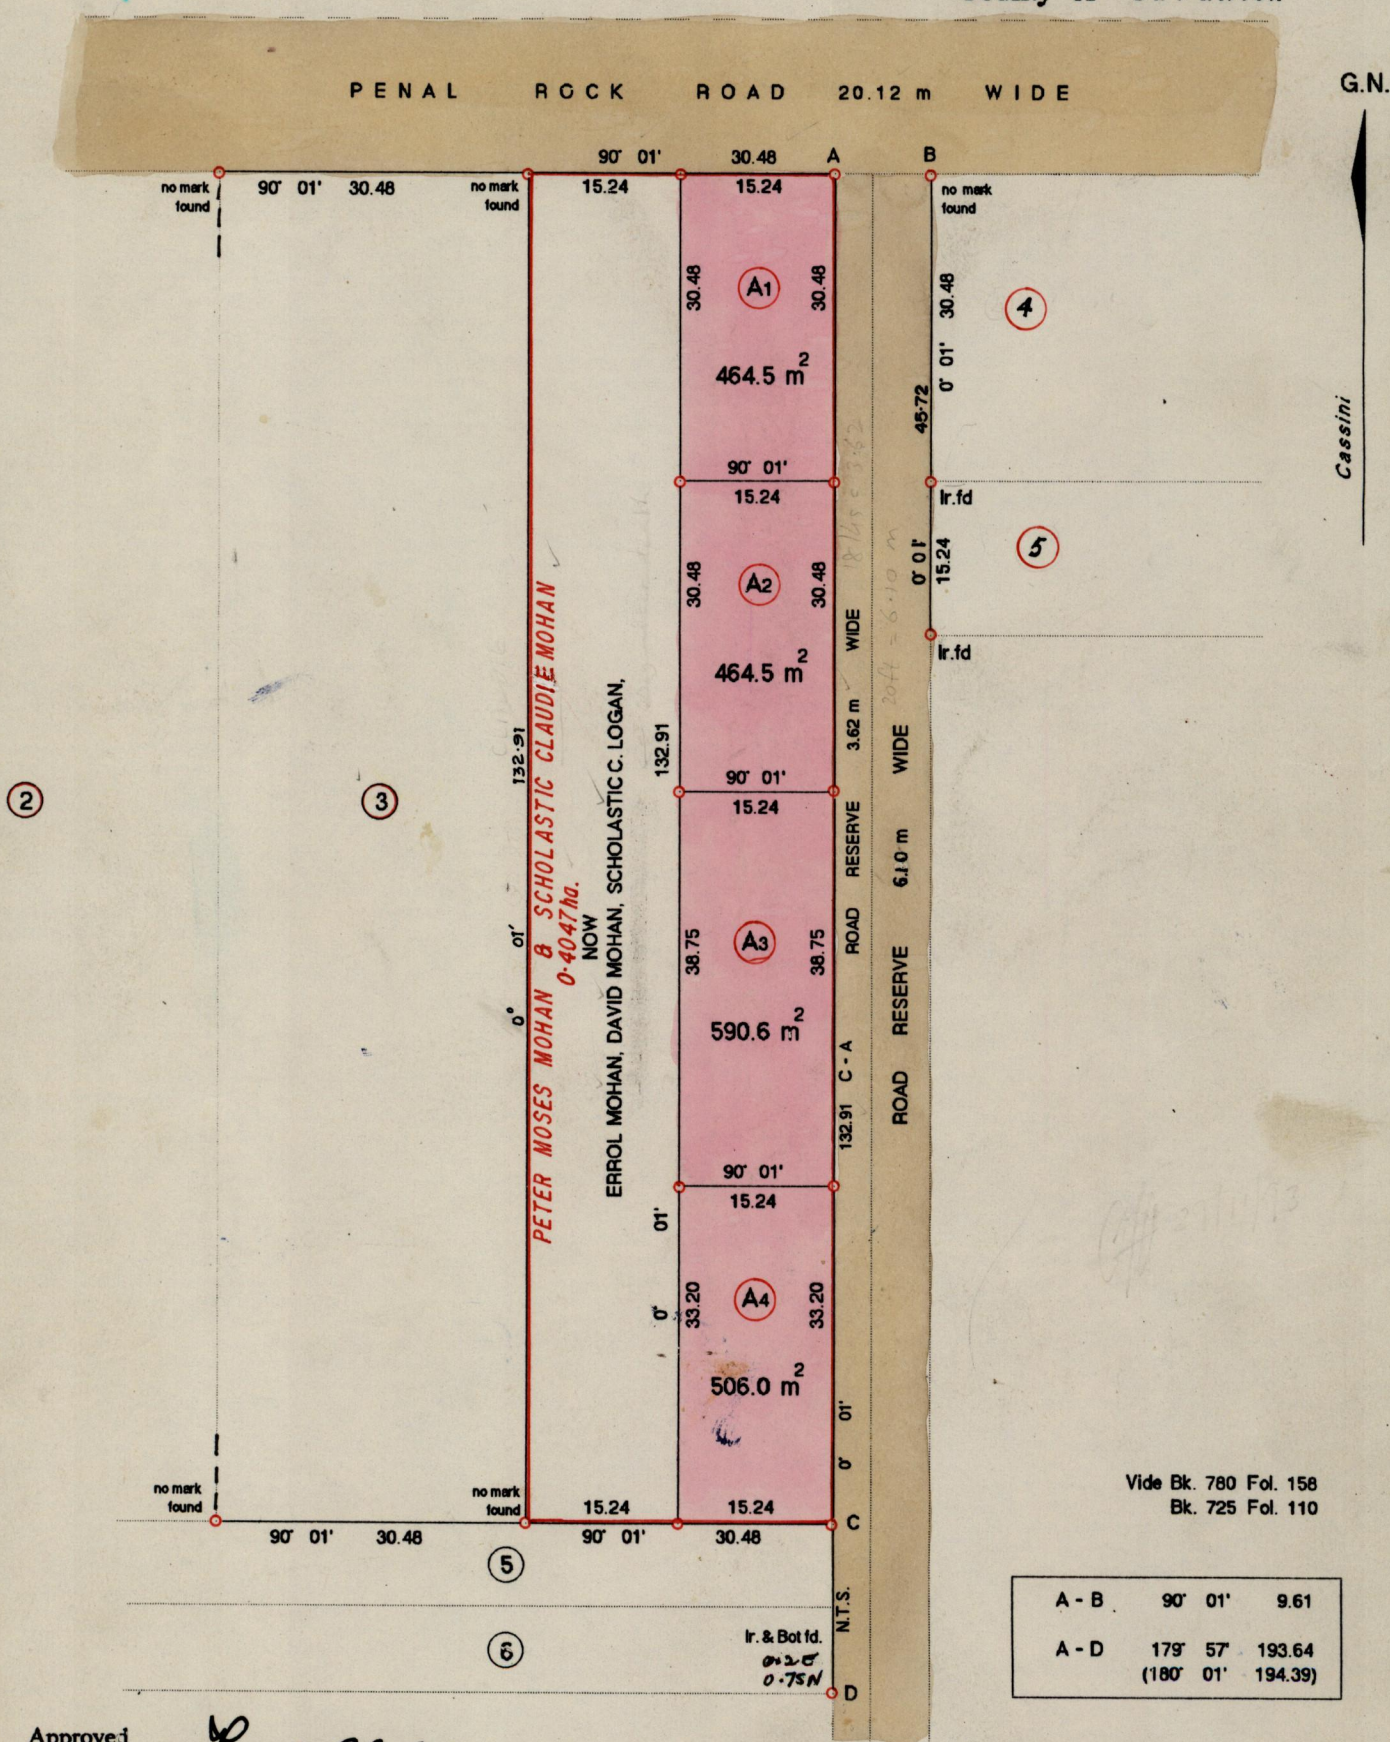 PENAL ROCK ROAD 20.12 m WIDE
G.N.
90° 01' 30.48 A B
no mark found
90° 01' 30.48
no mark found
15.24
15.24
no mark found
30.48
A1
30.48
464.5 m²
0° 01' 30.48
4
45.72
Cassini
90° 01'
15.24
Ir.fd
30.48
A2
30.48
464.5 m²
0° 01'
15.24
5
Ir.fd
90° 01'
15.24
2
3
0° 01' 132.91
PETER MOSES MOHAN & SCHOLASTIC CLAUDIE MOHAN
0.4047ha.
NOW
ERROL MOHAN, DAVID MOHAN, SCHOLASTIC C. LOGAN,
0° 01' 132.91
38.75
A3
38.75
590.6 m²
0° 01' 132.91 C - A
ROAD RESERVE 3.62 m WIDE
ROAD RESERVE 6.10 m WIDE
20ft = 6.10 m
90° 01'
15.24
33.20
A4
33.20
506.0 m²
no mark found
no mark found
15.24
15.24
C
90° 01' 30.48
90° 01' 30.48
5
6
N.T.S.
Ir. & Bot fd.
0.75N
D
Vide Bk. 780 Fol. 158
Bk. 725 Fol. 110
A - B 90° 01' 9.61
A - D 179° 57' 193.64
(180° 01' 194.39)
Approved